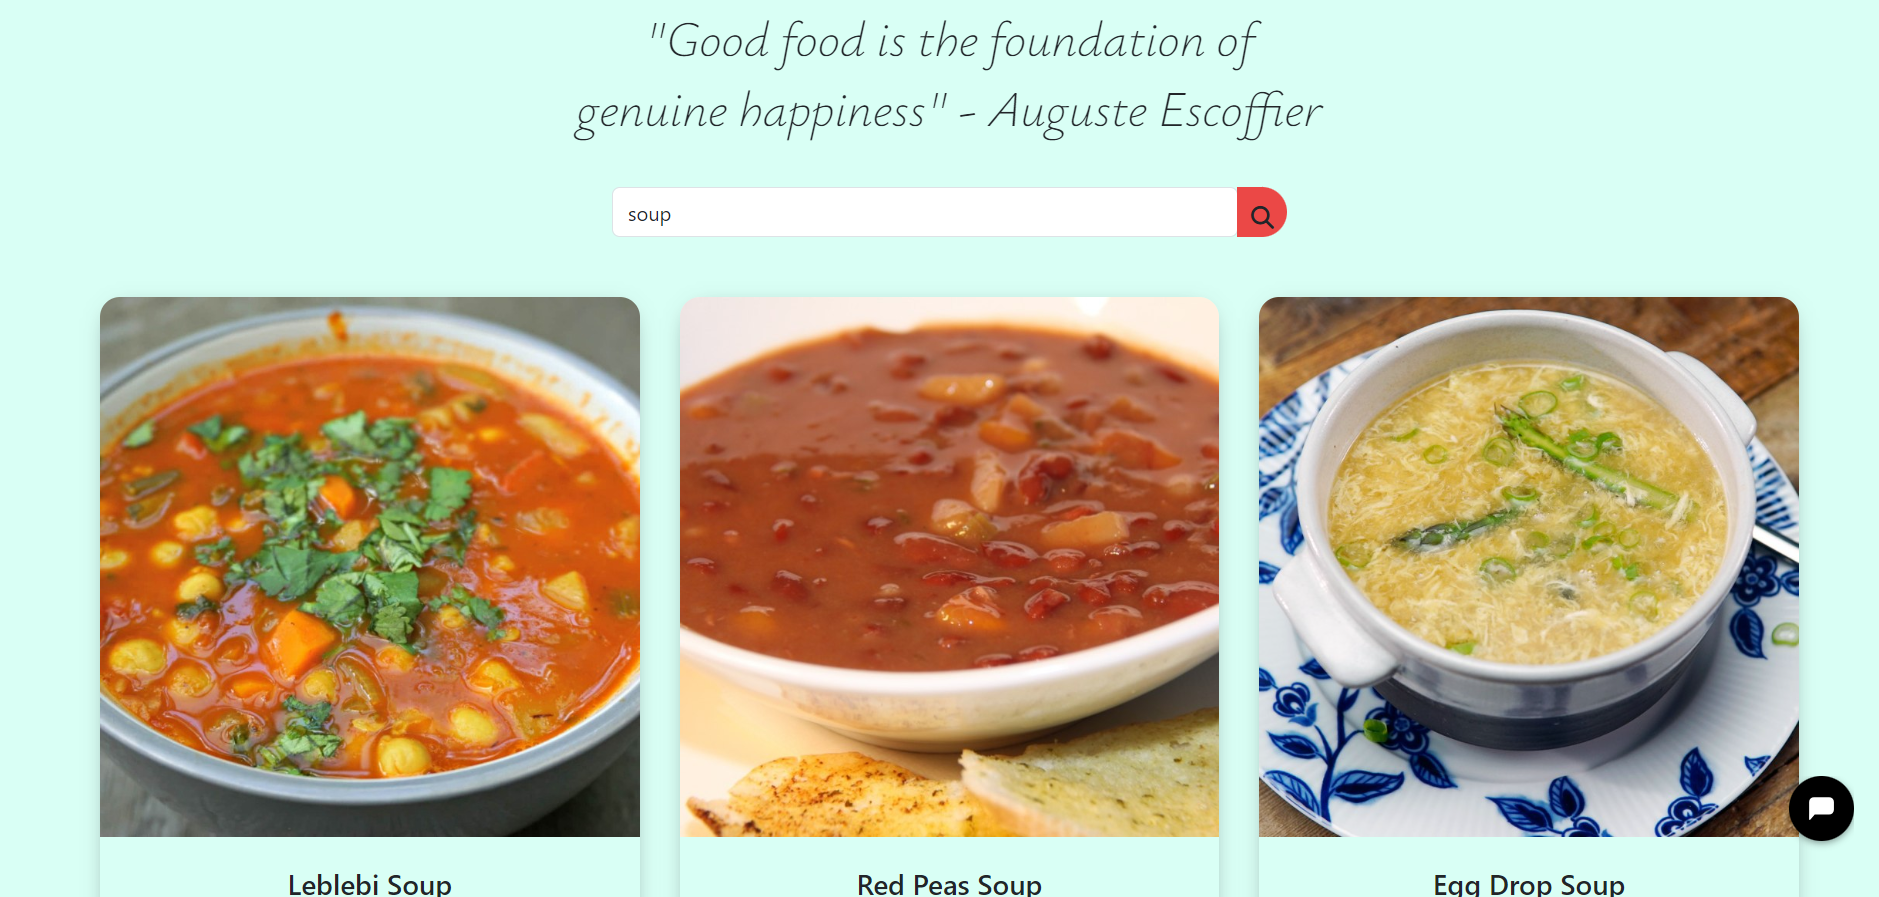 "Good food is the foundation of
genuine happiness" - Auguste Escoffier
soup
Leblebi Soup
Red Peas Soup
Egg Drop Soup